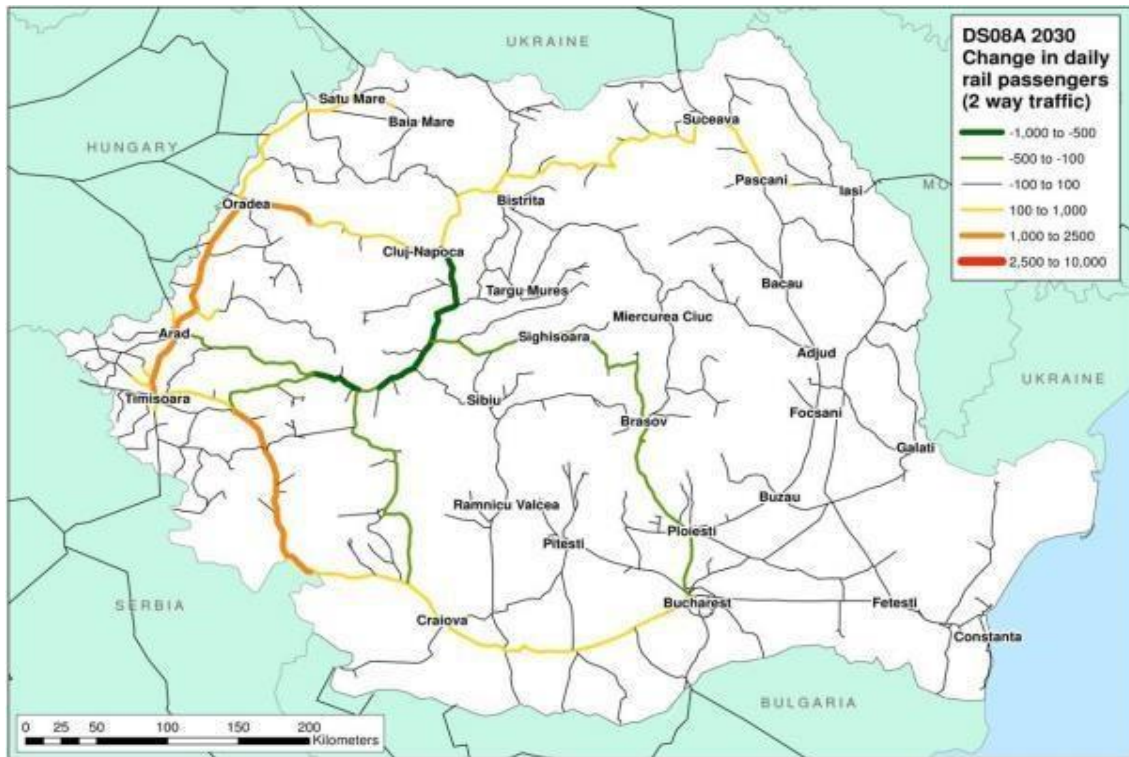 UKRAINE
DS08A 2030
Change in daily
rail passengers
(2 way traffic)
-1,000 to -500
-500 to -100
-100 to 100
100 to 1,000
1,000 to 2500
2,500 to 10,000
Satu Mare
Baia Mare
Suceava
HUNGARY
Pascani
MO
Iasi
Oradea
Bistrita
Cluj-Napoca
Bacau
Targu Mures
Miercurea Ciuc
Arad
Sighisoara
Adjud
UKRAINE
Timisoara
Sibiu
Focsani
Brasov
Galati
Ramnicu Valcea
Buzau
Ploiesti
Pitesti
SERBIA
Bucharest
Fetesti
Craiova
Constanta
BULGARIA
0 25 50 100 150 200
Kilometers